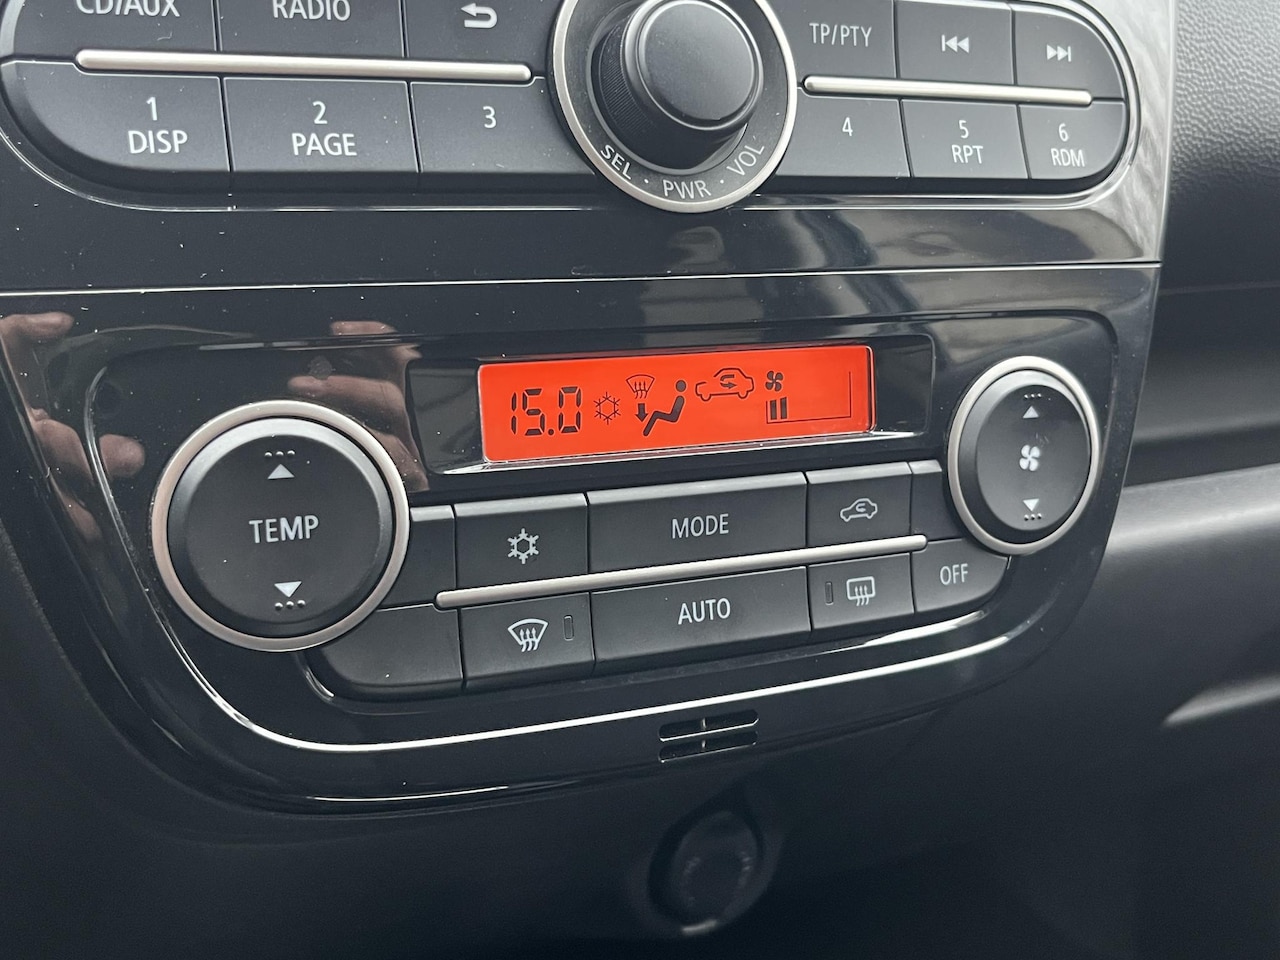 CD/AUX
RADIO
TP/PTY
1
DISP
2
PAGE
3
4
5
RPT
6
RDM
SEL · PWR · VOL
15.0
TEMP
MODE
AUTO
OFF